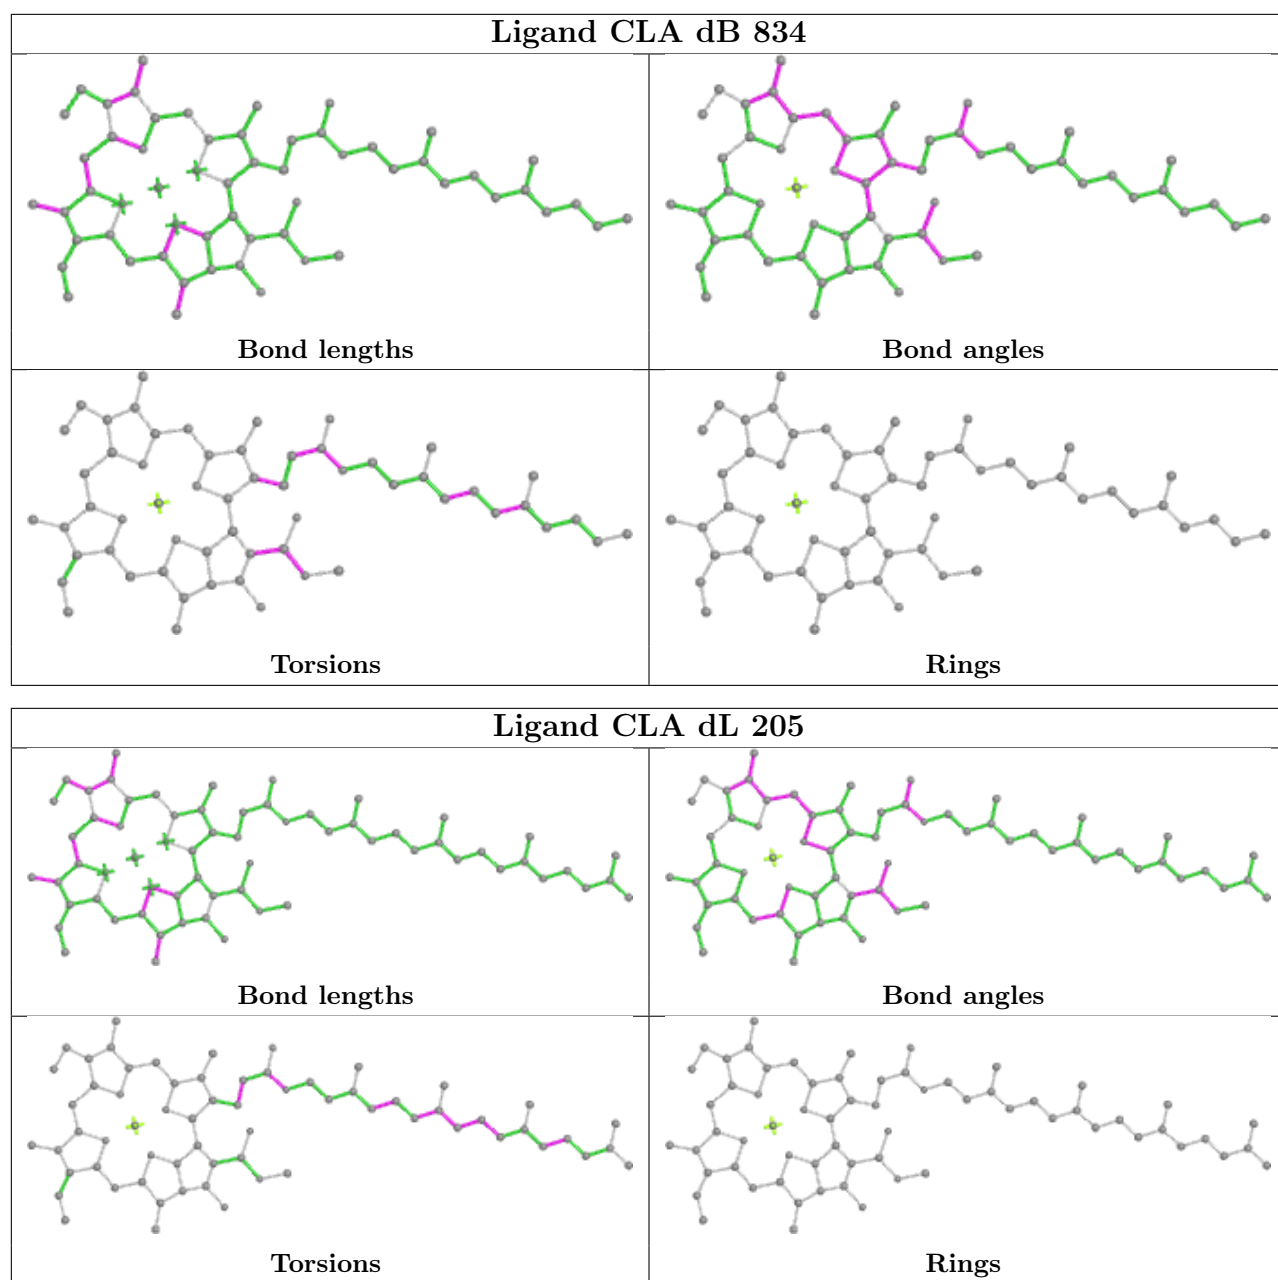 Ligand CLA dB 834
Bond lengths
Bond angles
Torsions
Rings
Ligand CLA dL 205
Bond lengths
Bond angles
Torsions
Rings